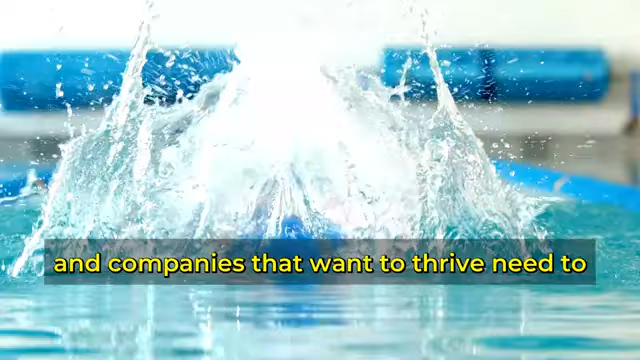 and companies that want to thrive need to